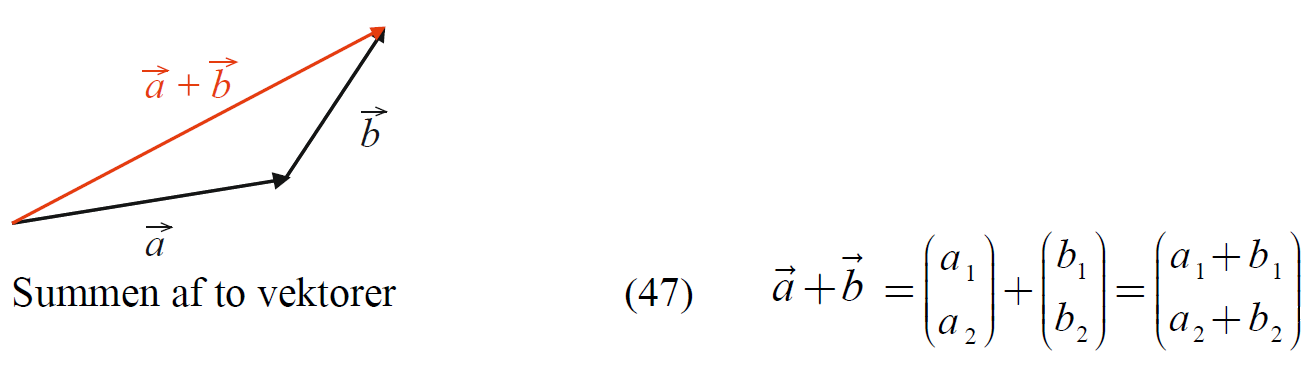 a⃗ + b⃗
b⃗
a⃗
Summen af to vektorer
(47) a⃗ + b⃗ = (a₁ a₂) + (b₁ b₂) = (a₁ + b₁ a₂ + b₂)